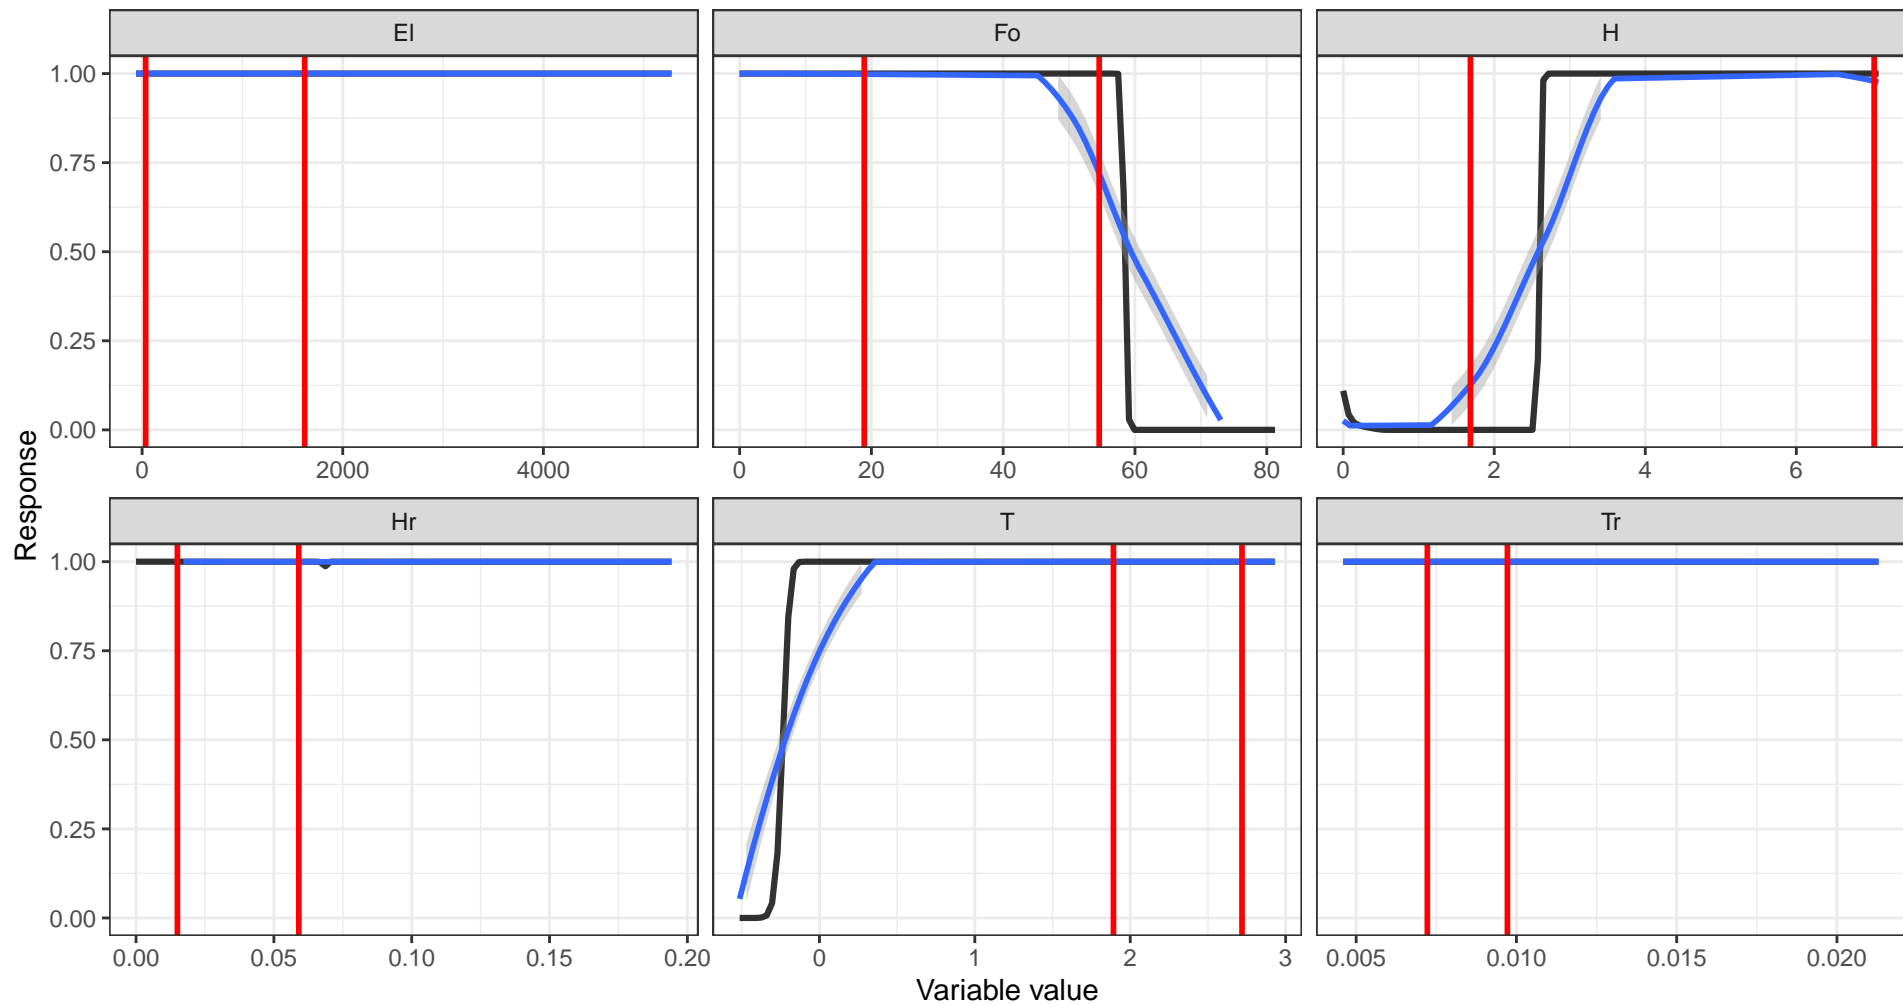 El
Fo
H
1.00
0.75
0.50
0.25
0.00
0 2000 4000
0 20 40 60 80
0 2 4 6
Response
Hr
T
Tr
1.00
0.75
0.50
0.25
0.00
0.00 0.05 0.10 0.15 0.20
0 1 2 3
0.005 0.010 0.015 0.020
Variable value